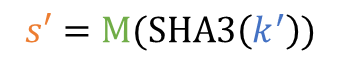 s′ = M(SHA3(k′))